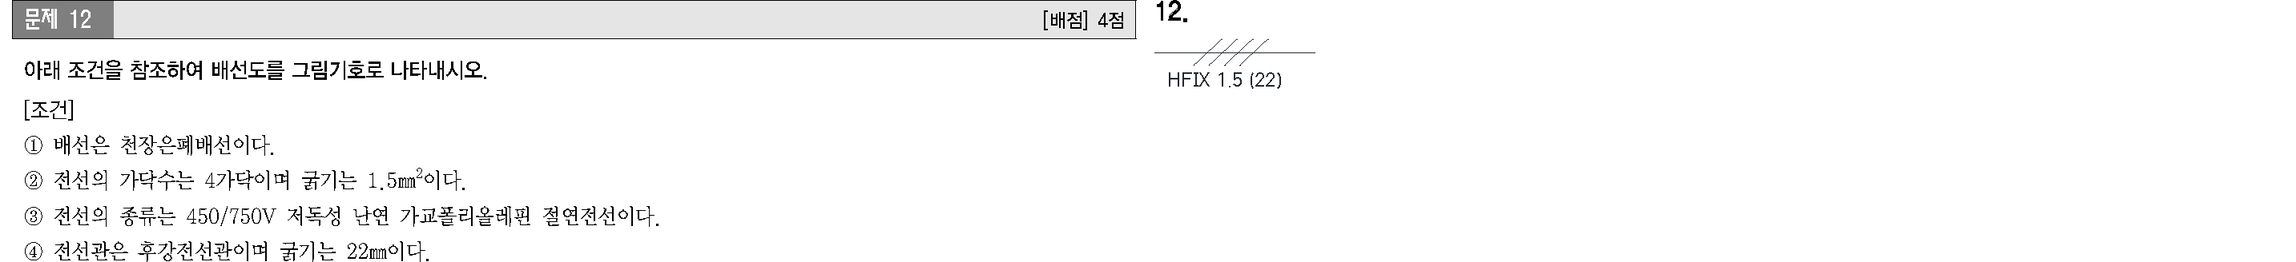 문제 12
[배점] 4점
아래 조건을 참조하여 배선도를 그림기호로 나타내시오.
[조건]
① 배선은 천장은폐배선이다.
② 전선의 가닥수는 4가닥이며 굵기는 1.5㎜²이다.
③ 전선의 종류는 450/750V 저독성 난연 가교폴리올레핀 절연전선이다.
④ 전선관은 후강전선관이며 굵기는 22㎜이다.
12.
HFIX 1.5 (22)